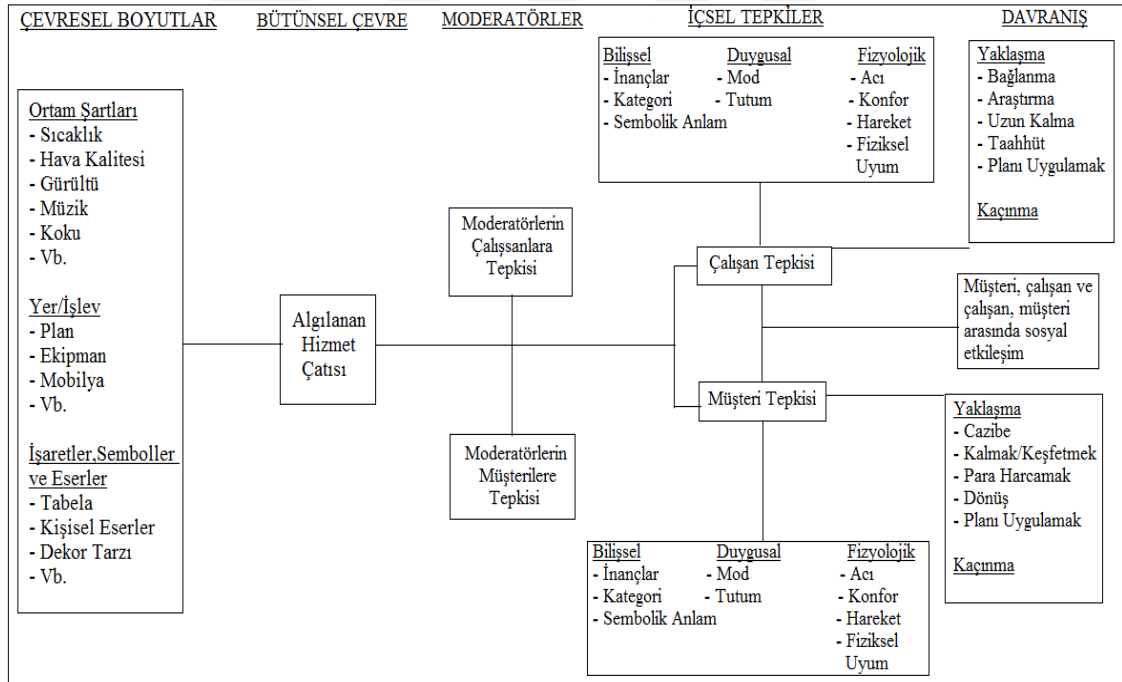 ÇEVRESEL BOYUTLAR
BÜTÜNSEL ÇEVRE
MODERATÖRLER
İÇSEL TEPKİLER
DAVRANIŞ
Ortam Şartları
- Sıcaklık
- Hava Kalitesi
- Gürültü
- Müzik
- Koku
- Vb.
Yer/İşlev
- Plan
- Ekipman
- Mobilya
- Vb.
İşaretler,Semboller
ve Eserler
- Tabela
- Kişisel Eserler
- Dekor Tarzı
- Vb.
Algılanan
Hizmet
Çatısı
Moderatörlerin
Çalışsanlara
Tepkisi
Moderatörlerin
Müşterilere
Tepkisi
Bilişsel
- İnançlar
- Kategori
- Sembolik Anlam
Duygusal
- Mod
- Tutum
Fizyolojik
- Acı
- Konfor
- Hareket
- Fiziksel
Uyum
Çalışan Tepkisi
Müşteri Tepkisi
Bilişsel
- İnançlar
- Kategori
- Sembolik Anlam
Duygusal
- Mod
- Tutum
Fizyolojik
- Acı
- Konfor
- Hareket
- Fiziksel
Uyum
Yaklaşma
- Bağlanma
- Araştırma
- Uzun Kalma
- Taahhüt
- Planı Uygulamak
Kaçınma
Müşteri, çalışan ve
çalışan, müşteri
arasında sosyal
etkileşim
Yaklaşma
- Cazibe
- Kalmak/Keşfetmek
- Para Harcamak
- Dönüş
- Planı Uygulamak
Kaçınma